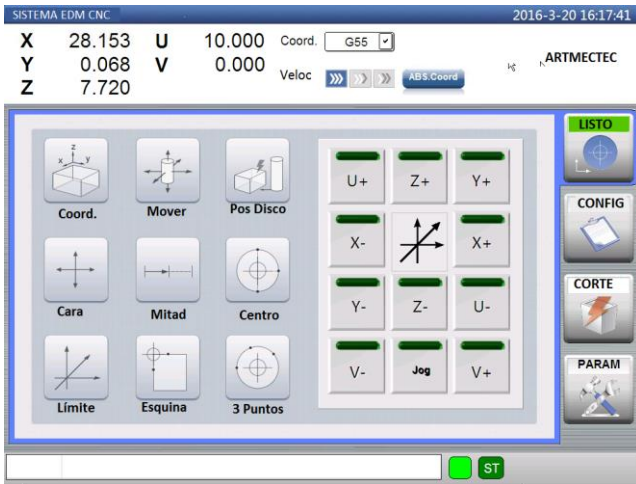 SISTEMA EDM CNC 2016-3-20 16:17:41
X 28.153 U 10.000 Coord. G55
Y 0.068 V 0.000
Z 7.720
Veloc ABS.Coord
ARTMECTEC
LISTO
z
x y
Coord. Mover Pos Disco
U+ Z+ Y+
CONFIG
X- X+
Cara Mitad Centro
CORTE
Y- Z- U-
PARAM
V- Jog V+
Límite Esquina 3 Puntos
ST